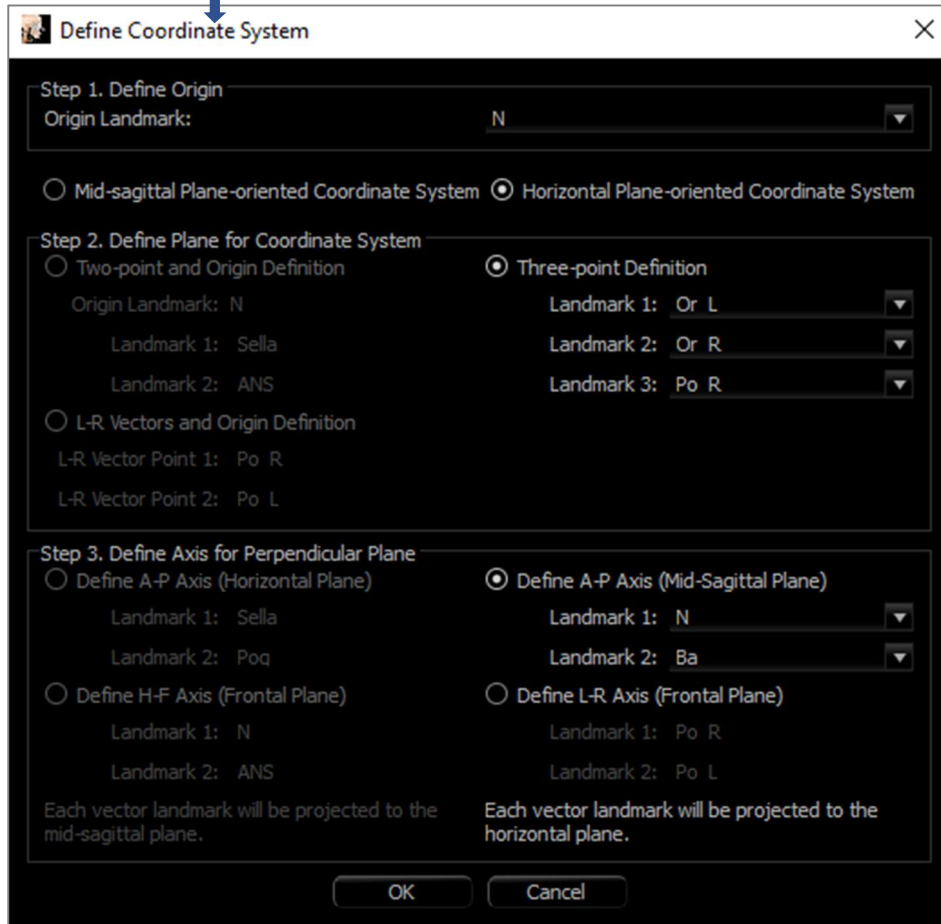 Define Coordinate System
Step 1. Define Origin
Origin Landmark: N
Mid-sagittal Plane-oriented Coordinate System Horizontal Plane-oriented Coordinate System
Step 2. Define Plane for Coordinate System
Two-point and Origin Definition
Origin Landmark: N
Landmark 1: Sella
Landmark 2: ANS
L-R Vectors and Origin Definition
L-R Vector Point 1: Po R
L-R Vector Point 2: Po L
Three-point Definition
Landmark 1: Or L
Landmark 2: Or R
Landmark 3: Po R
Step 3. Define Axis for Perpendicular Plane
Define A-P Axis (Horizontal Plane)
Landmark 1: Sella
Landmark 2: Pog
Define H-F Axis (Frontal Plane)
Landmark 1: N
Landmark 2: ANS
Each vector landmark will be projected to the
mid-sagittal plane.
Define A-P Axis (Mid-Sagittal Plane)
Landmark 1: N
Landmark 2: Ba
Define L-R Axis (Frontal Plane)
Landmark 1: Po R
Landmark 2: Po L
Each vector landmark will be projected to the
horizontal plane.
OK Cancel